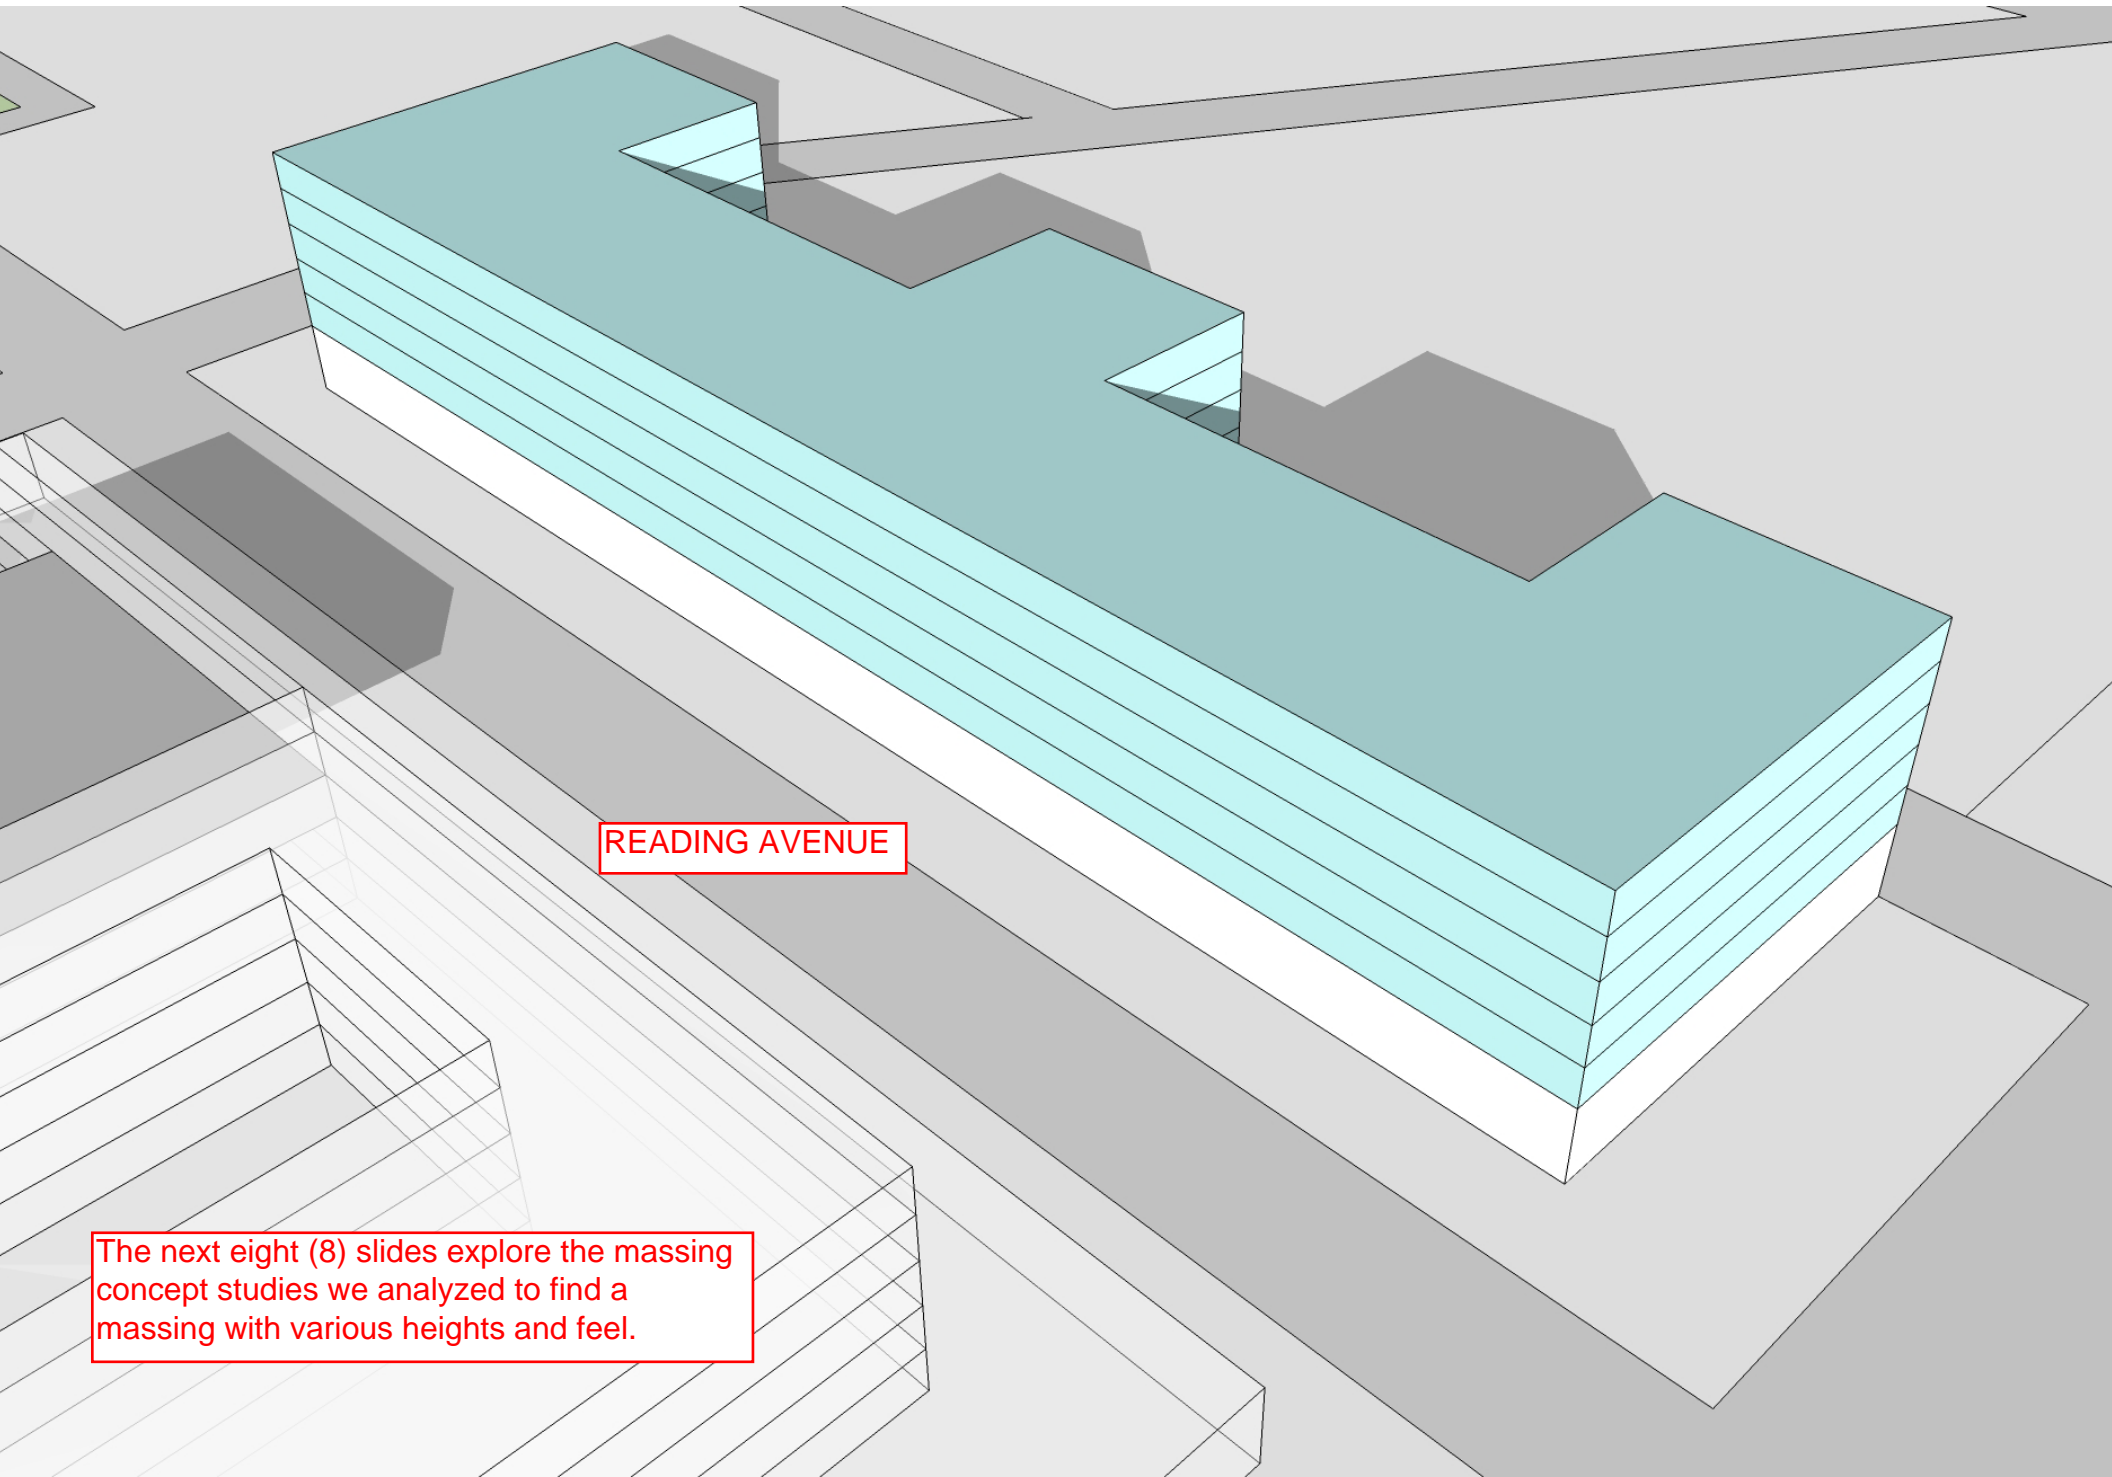 READING AVENUE
The next eight (8) slides explore the massing
concept studies we analyzed to find a
massing with various heights and feel.